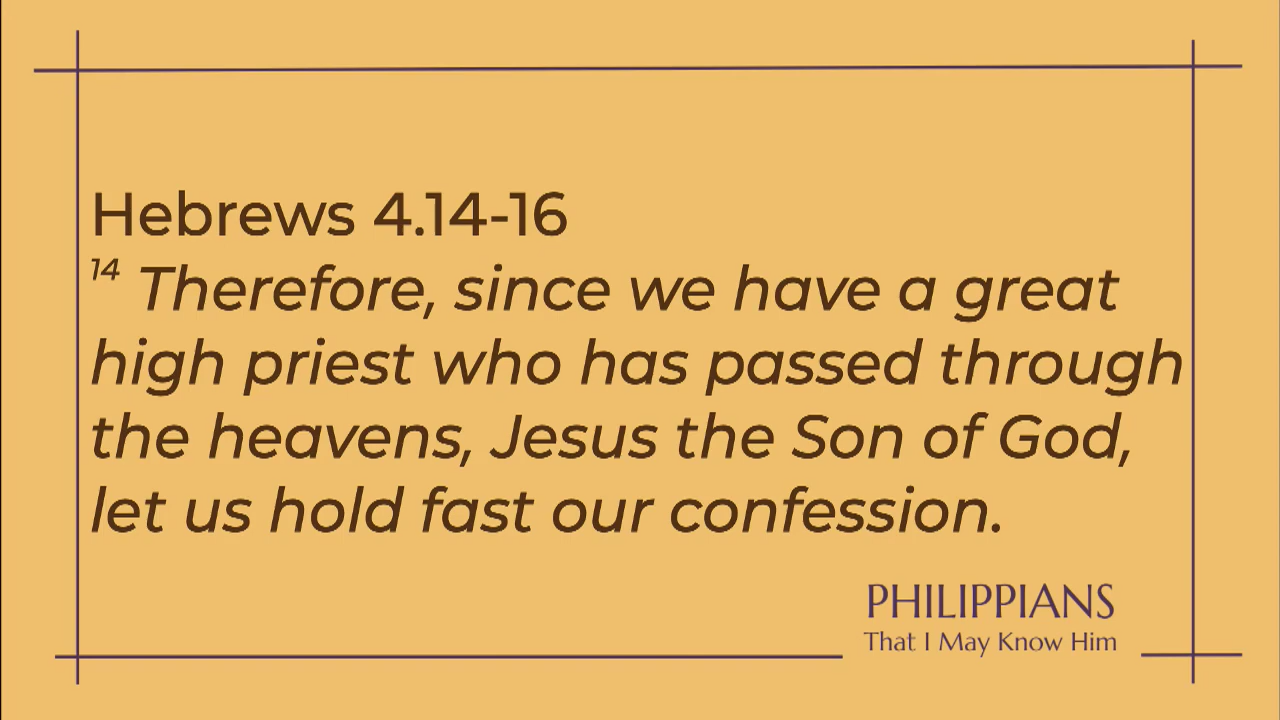 Hebrews 4.14-16
14 Therefore, since we have a great
high priest who has passed through
the heavens, Jesus the Son of God,
let us hold fast our confession.
PHILIPPIANS
That I May Know Him